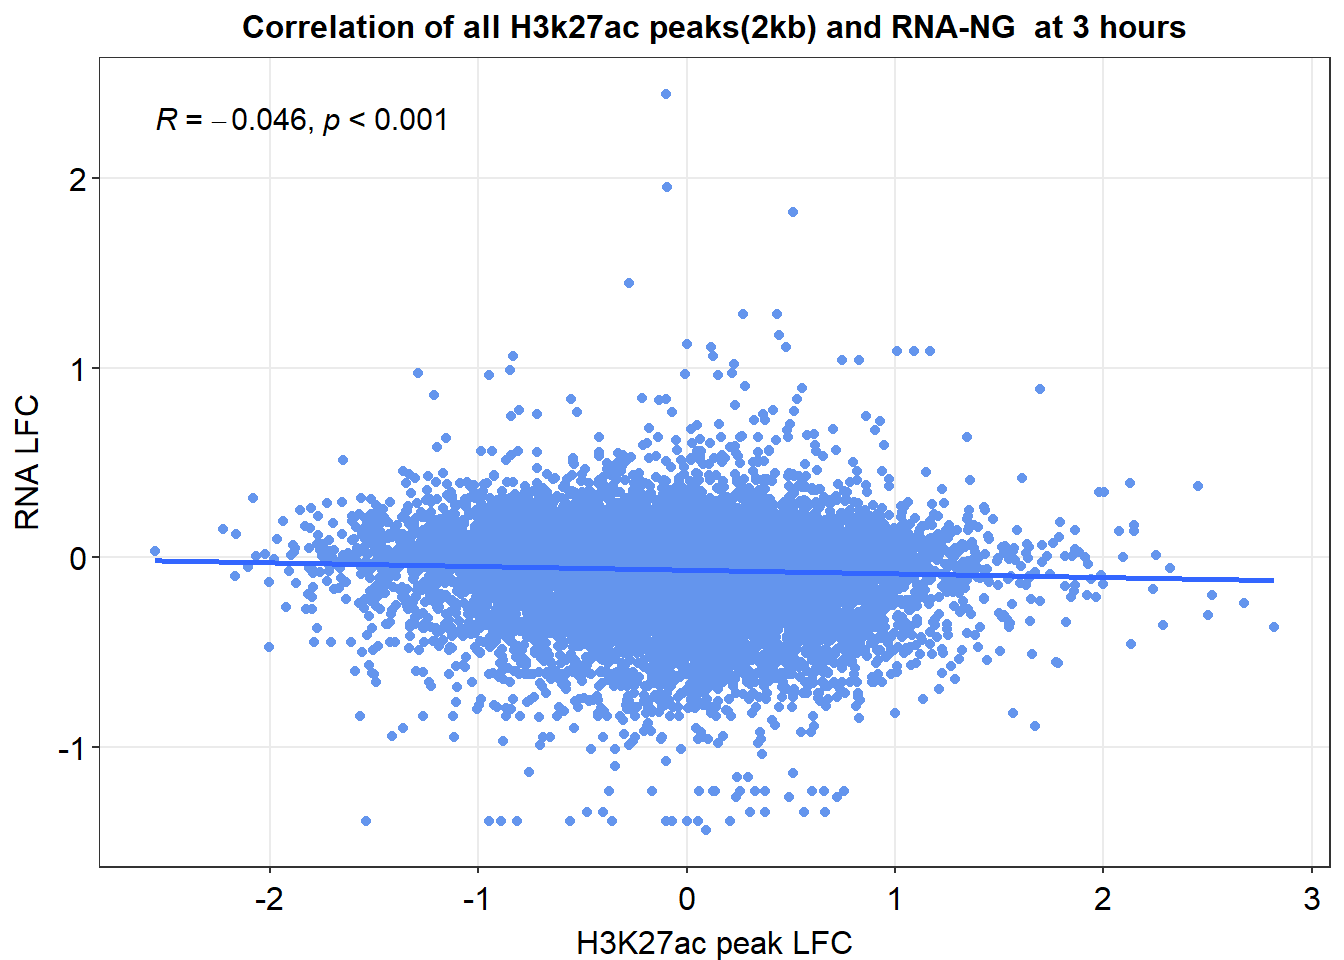 Correlation of all H3k27ac peaks(2kb) and RNA-NG  at 3 hours
R = −0.046, p < 0.001
2
1
0
-1
RNA LFC
-2 -1 0 1 2 3
H3K27ac peak LFC